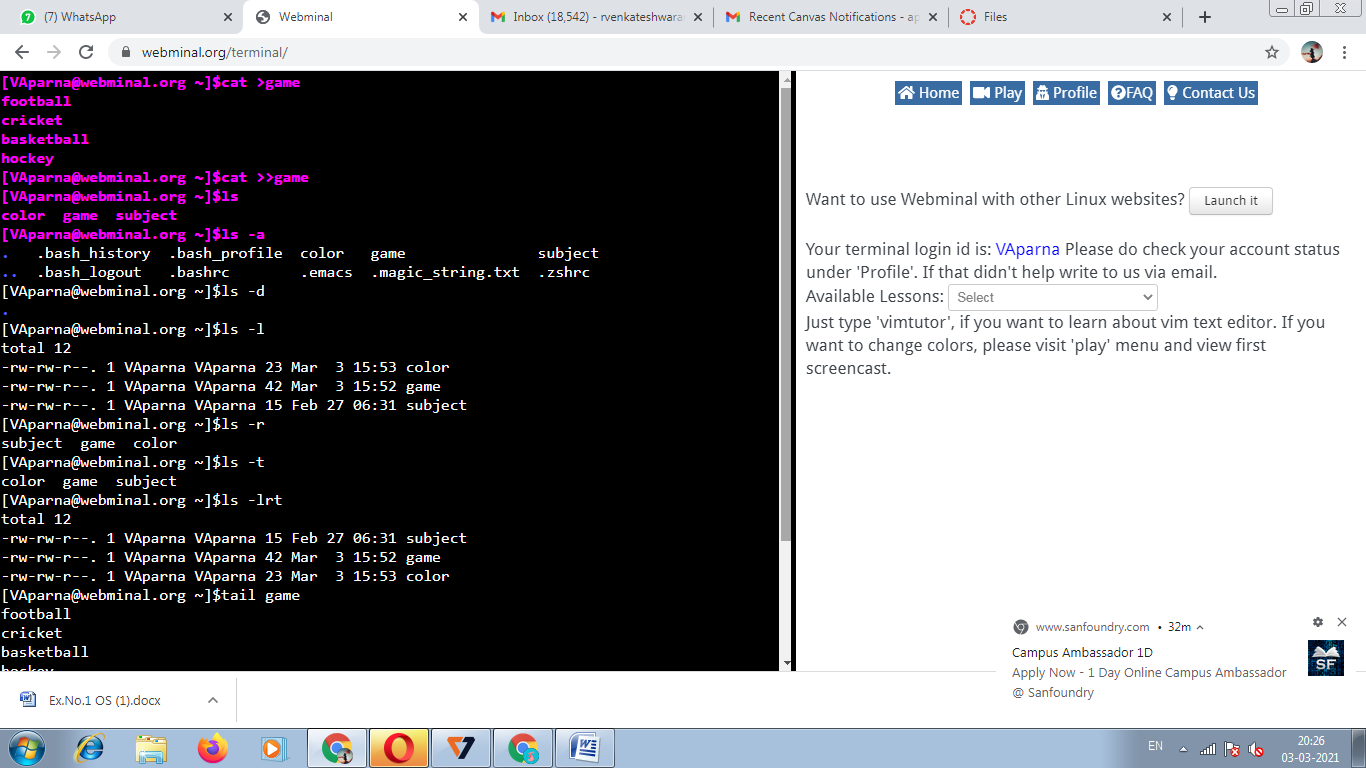 (7) WhatsApp
Webminal
Inbox (18,542) - rvenkateshwara
Recent Canvas Notifications - ap
Files
webminal.org/terminal/
[VAparna@webminal.org ~]$cat >game
football
cricket
basketball
hockey
[VAparna@webminal.org ~]$cat >>game
[VAparna@webminal.org ~]$ls
color  game  subject
[VAparna@webminal.org ~]$ls -a
.   .bash_history  .bash_profile  color   game               subject
..  .bash_logout   .bashrc        .emacs  .magic_string.txt  .zshrc
[VAparna@webminal.org ~]$ls -d
.
[VAparna@webminal.org ~]$ls -l
total 12
-rw-rw-r--. 1 VAparna VAparna 23 Mar  3 15:53 color
-rw-rw-r--. 1 VAparna VAparna 42 Mar  3 15:52 game
-rw-rw-r--. 1 VAparna VAparna 15 Feb 27 06:31 subject
[VAparna@webminal.org ~]$ls -r
subject  game  color
[VAparna@webminal.org ~]$ls -t
color  game  subject
[VAparna@webminal.org ~]$ls -lrt
total 12
-rw-rw-r--. 1 VAparna VAparna 15 Feb 27 06:31 subject
-rw-rw-r--. 1 VAparna VAparna 42 Mar  3 15:52 game
-rw-rw-r--. 1 VAparna VAparna 23 Mar  3 15:53 color
[VAparna@webminal.org ~]$tail game
football
cricket
basketball
hockey
Home Play Profile FAQ Contact Us
Want to use Webminal with other Linux websites? Launch it
Your terminal login id is: VAparna Please do check your account status
under 'Profile'. If that didn't help write to us via email.
Available Lessons: Select
Just type 'vimtutor', if you want to learn about vim text editor. If you
want to change colors, please visit 'play' menu and view first
screencast.
www.sanfoundry.com • 32m
Campus Ambassador 1D
Apply Now - 1 Day Online Campus Ambassador
@ Sanfoundry
SF
Ex.No.1 OS (1).docx
EN
20:26
03-03-2021